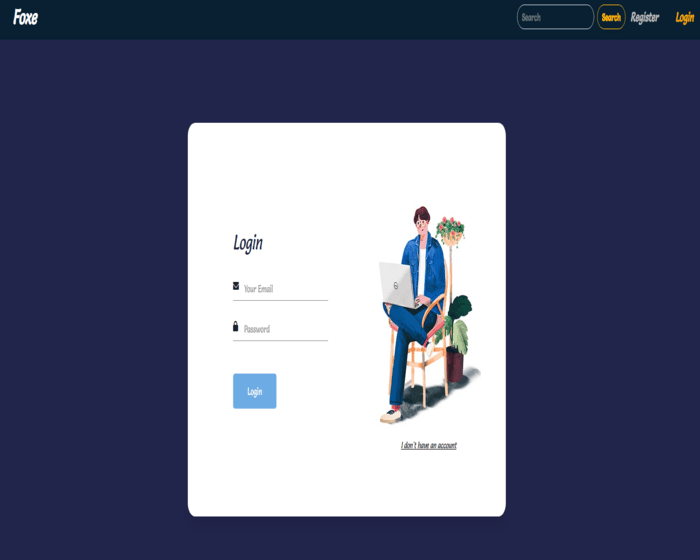 Foxe
Search
Search
Register
Login
Login
Your Email
Password
Login
I don't have an account